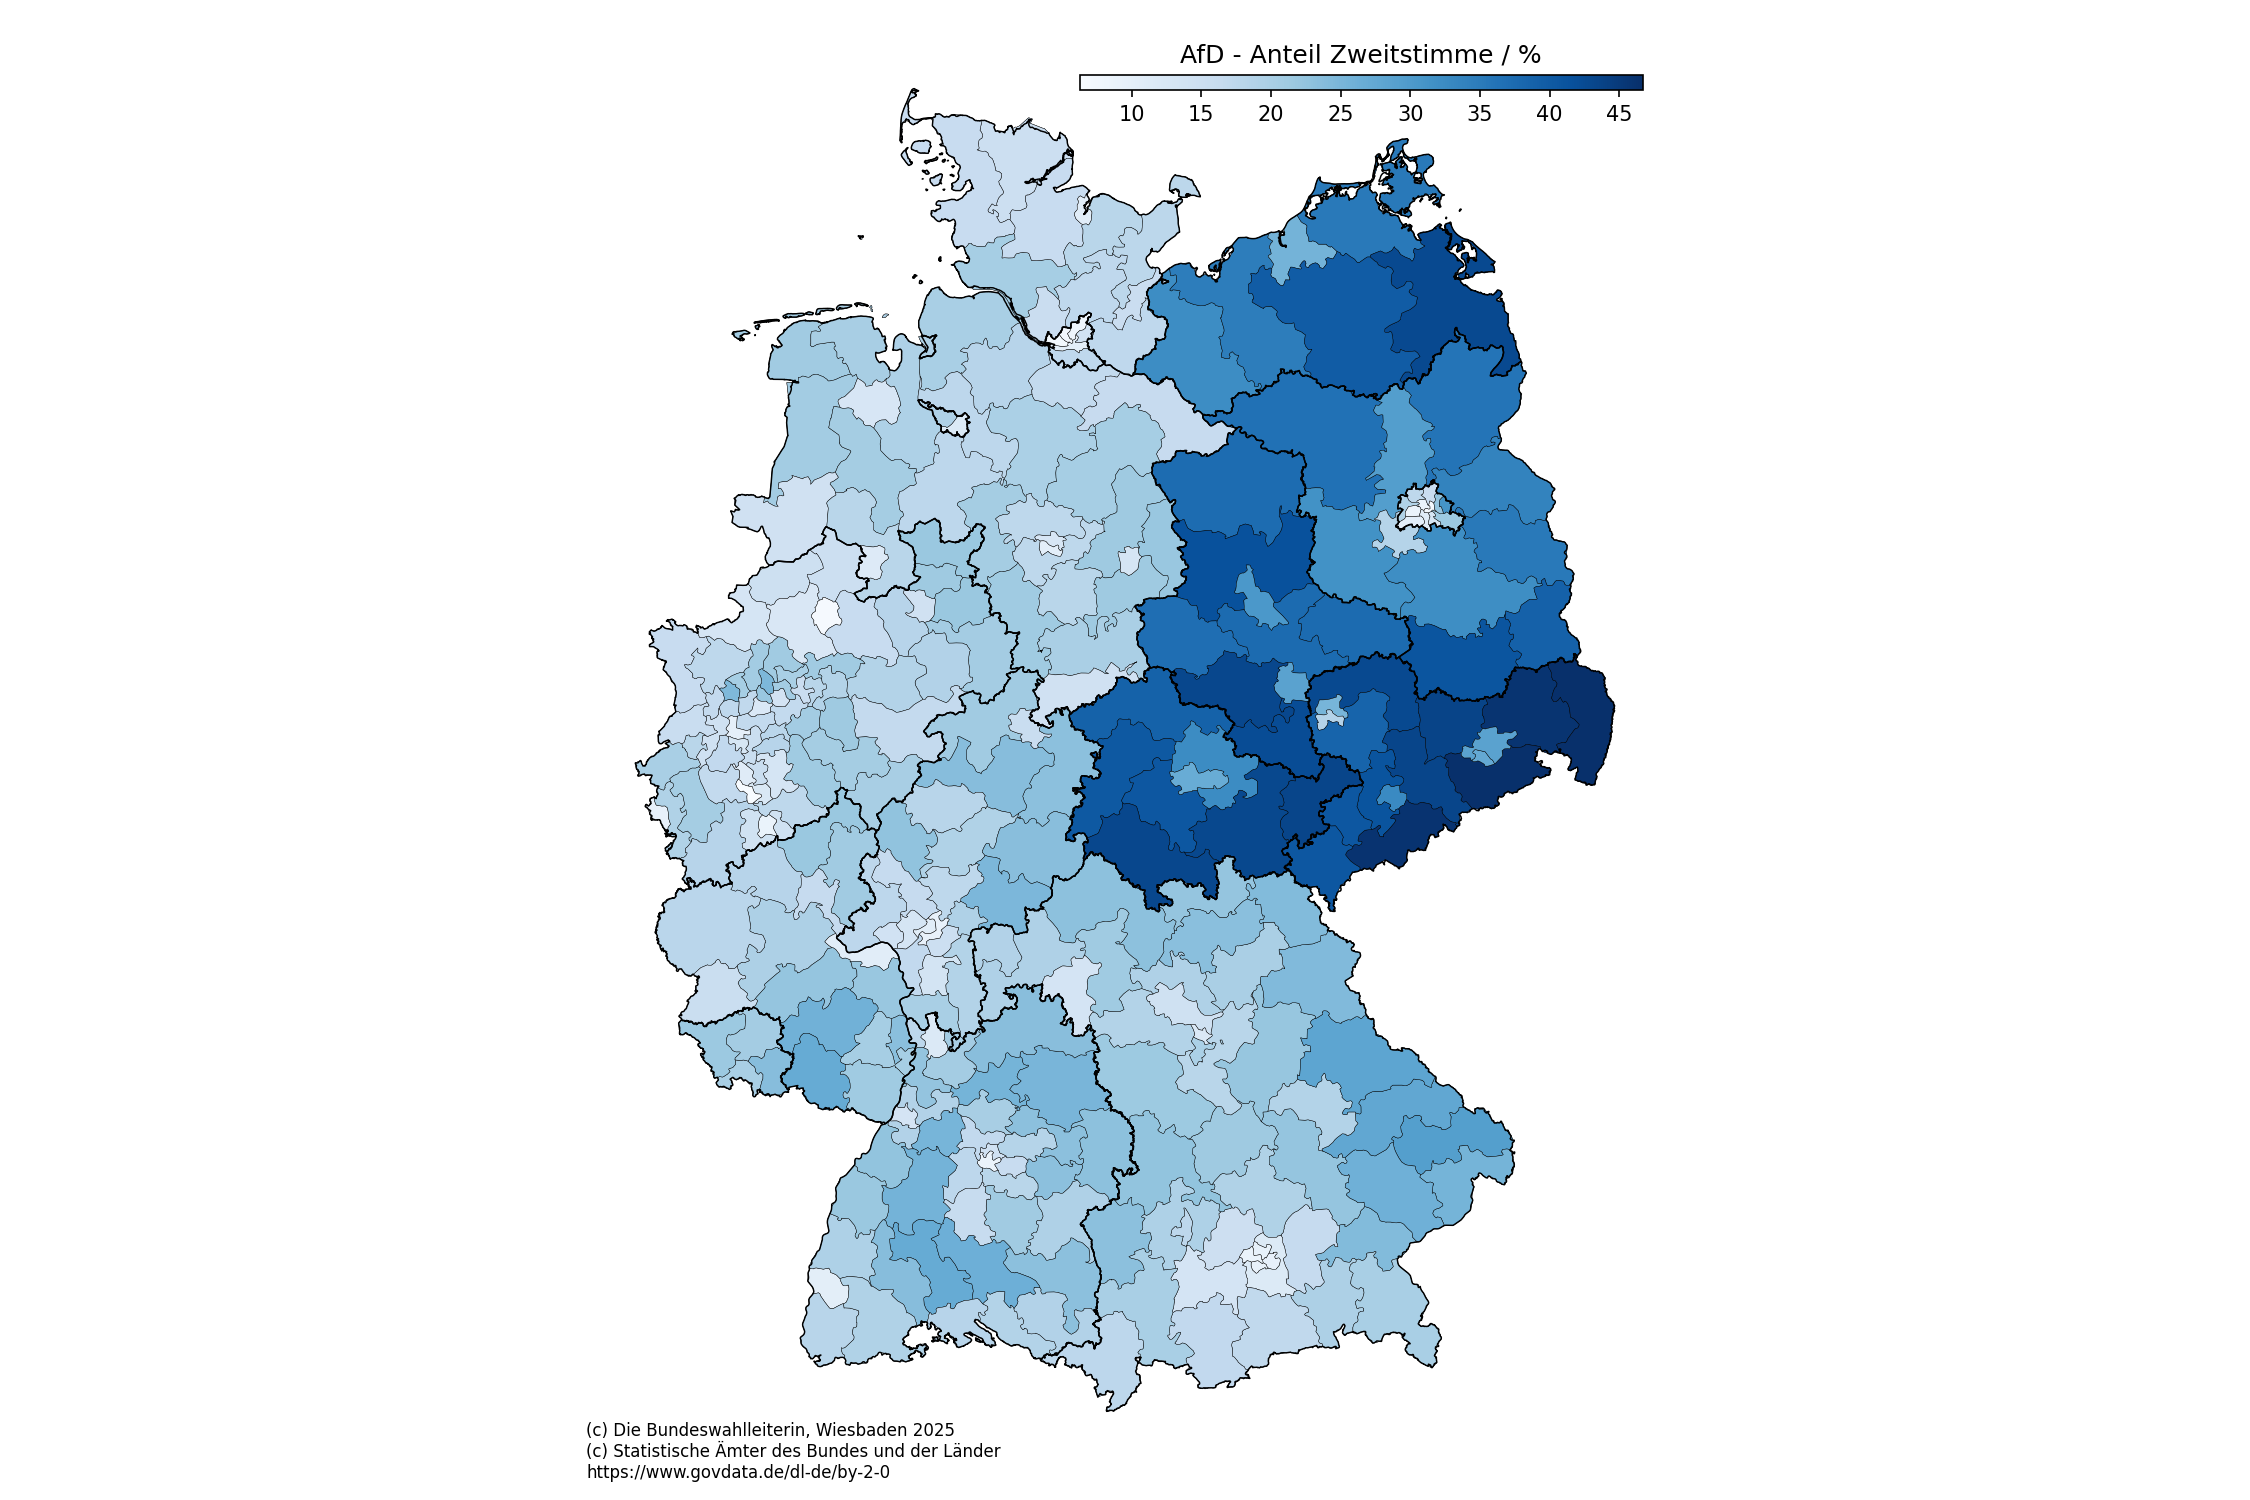 AfD - Anteil Zweitstimme / %
10 15 20 25 30 35 40 45
(c) Die Bundeswahlleiterin, Wiesbaden 2025
(c) Statistische Ämter des Bundes und der Länder
https://www.govdata.de/dl-de/by-2-0